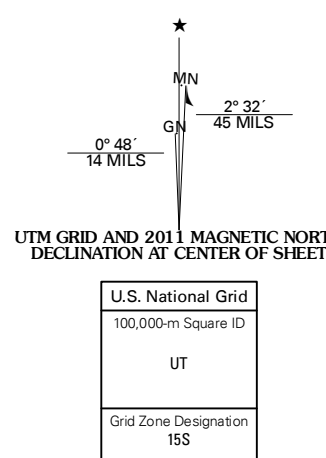 ★
MN
GN
2° 32´
45 MILS
0° 48´
14 MILS
UTM GRID AND 2011 MAGNETIC NORT
DECLINATION AT CENTER OF SHEET
U.S. National Grid
100,000-m Square ID
UT
Grid Zone Designation
15S